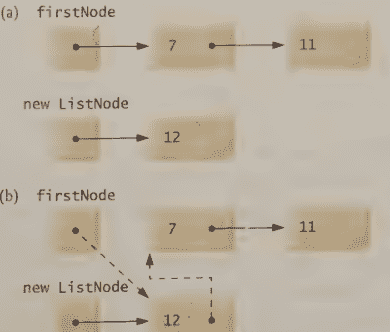 (a) firstNode
7 11
new ListNode
12
(b) firstNode
7 11
new ListNode
12